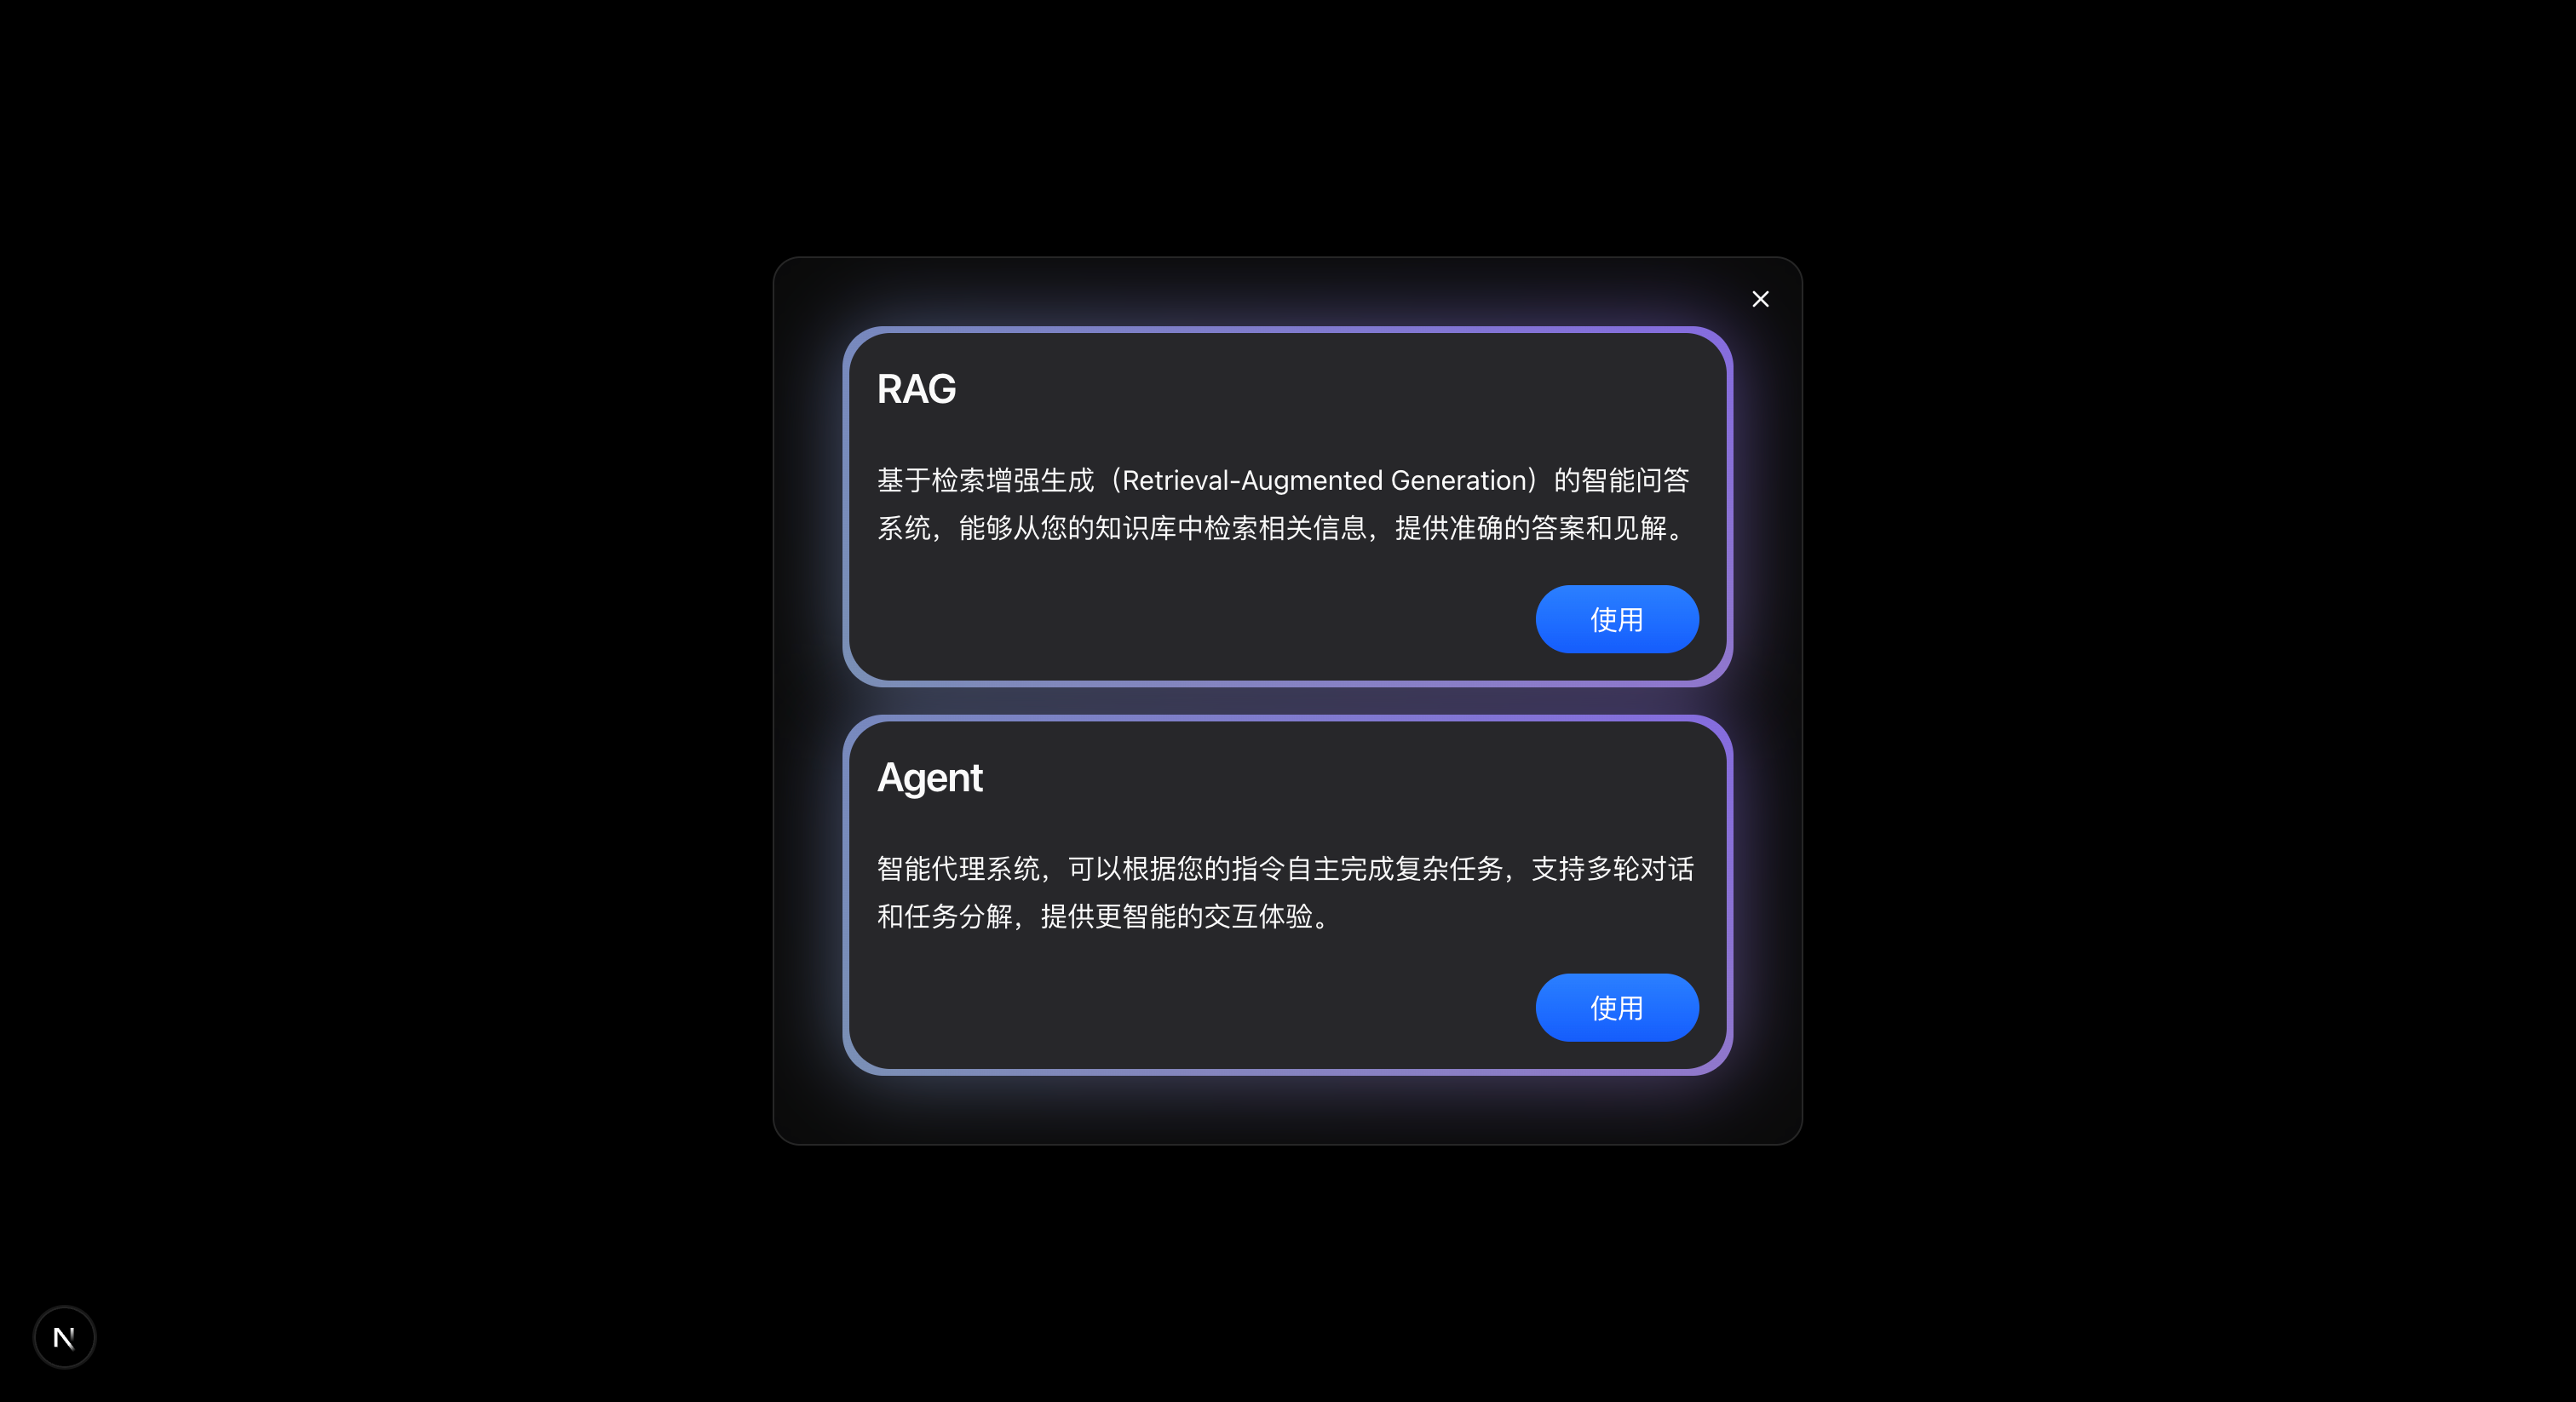 RAG
基于检索增强生成（Retrieval-Augmented Generation）的智能问答
系统，能够从您的知识库中检索相关信息，提供准确的答案和见解。
使用
Agent
智能代理系统，可以根据您的指令自主完成复杂任务，支持多轮对话
和任务分解，提供更智能的交互体验。
使用
N